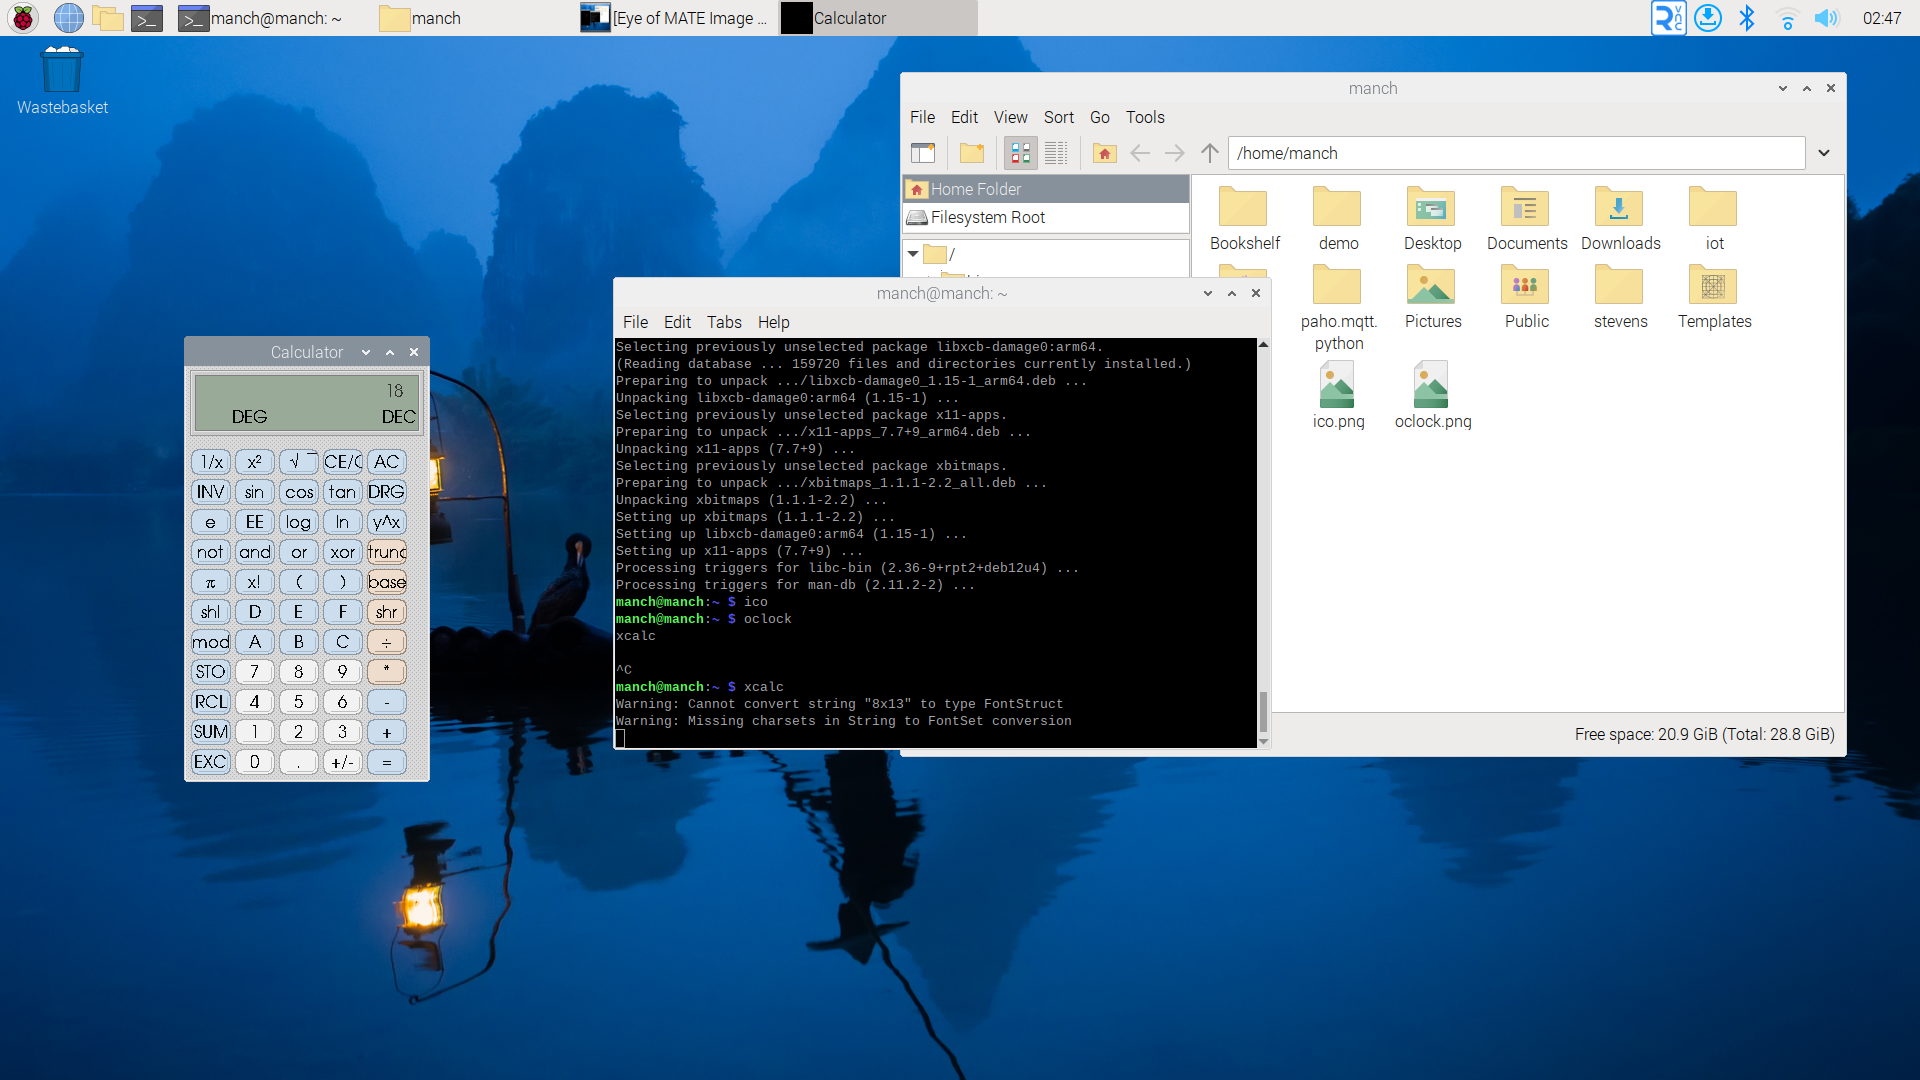 manch@manch: ~
manch
[Eye of MATE Image ...
Calculator
VNC
02:47
Wastebasket
manch
File Edit View Sort Go Tools
/home/manch
Home Folder
Filesystem Root
/
Bookshelf
demo
Desktop
Documents
Downloads
iot
paho.mqtt.
python
Pictures
Public
stevens
Templates
ico.png
oclock.png
Free space: 20.9 GiB (Total: 28.8 GiB)
manch@manch: ~
File Edit Tabs Help
Selecting previously unselected package libxcb-damage0:arm64.
(Reading database ... 159720 files and directories currently installed.)
Preparing to unpack .../libxcb-damage0_1.15-1_arm64.deb ...
Unpacking libxcb-damage0:arm64 (1.15-1) ...
Selecting previously unselected package x11-apps.
Preparing to unpack .../x11-apps_7.7+9_arm64.deb ...
Unpacking x11-apps (7.7+9) ...
Selecting previously unselected package xbitmaps.
Preparing to unpack .../xbitmaps_1.1.1-2.2_all.deb ...
Unpacking xbitmaps (1.1.1-2.2) ...
Setting up xbitmaps (1.1.1-2.2) ...
Setting up libxcb-damage0:arm64 (1.15-1) ...
Setting up x11-apps (7.7+9) ...
Processing triggers for libc-bin (2.36-9+rpt2+deb12u4) ...
Processing triggers for man-db (2.11.2-2) ...
manch@manch:~ $ ico
manch@manch:~ $ oclock
xcalc
^C
manch@manch:~ $ xcalc
Warning: Cannot convert string "8x13" to type FontStruct
Warning: Missing charsets in String to FontSet conversion
Calculator
18
DEG DEC
1/x x² √ CE/C AC
INV sin cos tan DRG
e EE log ln y^x
not and or xor trunc
π x! ( ) base
shl D E F shr
mod A B C ÷
STO 7 8 9 *
RCL 4 5 6 -
SUM 1 2 3 +
EXC 0 . +/- =